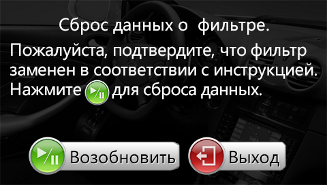 Сброс данных о фильтре.
Пожалуйста, подтвердите, что фильтр
заменен в соответствии с инструкцией.
Нажмите для сброса данных.
Возобновить Выход